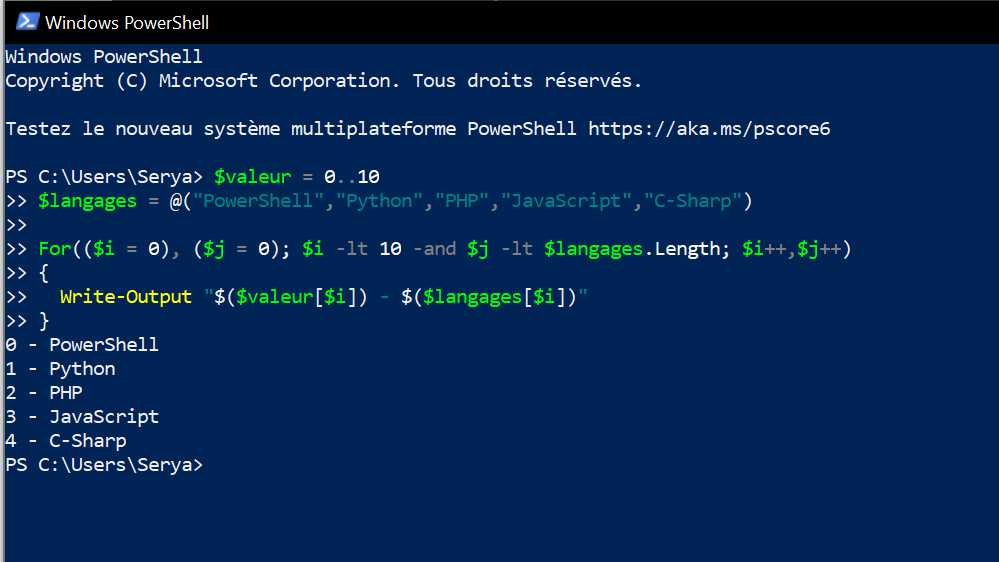 Windows PowerShell
Windows PowerShell
Copyright (C) Microsoft Corporation. Tous droits réservés.
Testez le nouveau système multiplateforme PowerShell https://aka.ms/pscore6
PS C:\Users\Serya> $valeur = 0..10
>> $langages = @("PowerShell","Python","PHP","JavaScript","C-Sharp")
>>
>> For(($i = 0), ($j = 0); $i -lt 10 -and $j -lt $langages.Length; $i++,$j++)
>> {
>>   Write-Output "$($valeur[$i]) - $($langages[$i])"
>> }
0 - PowerShell
1 - Python
2 - PHP
3 - JavaScript
4 - C-Sharp
PS C:\Users\Serya>